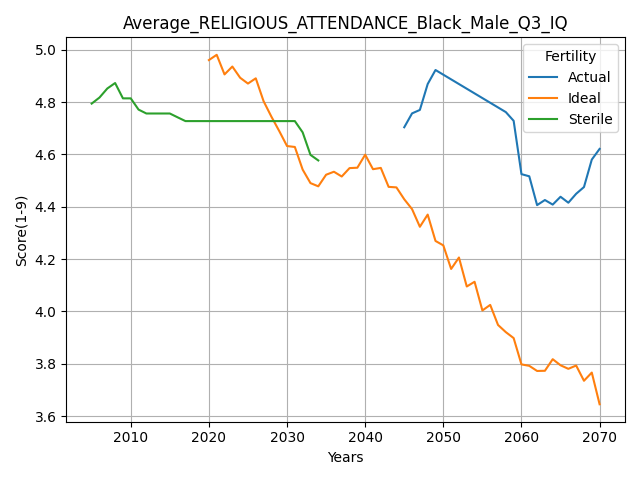 Average_RELIGIOUS_ATTENDANCE_Black_Male_Q3_IQ
Fertility
Actual
Ideal
Sterile
Score(1-9)
5.0
4.8
4.6
4.4
4.2
4.0
3.8
3.6
2010
2020
2030
2040
2050
2060
2070
Years